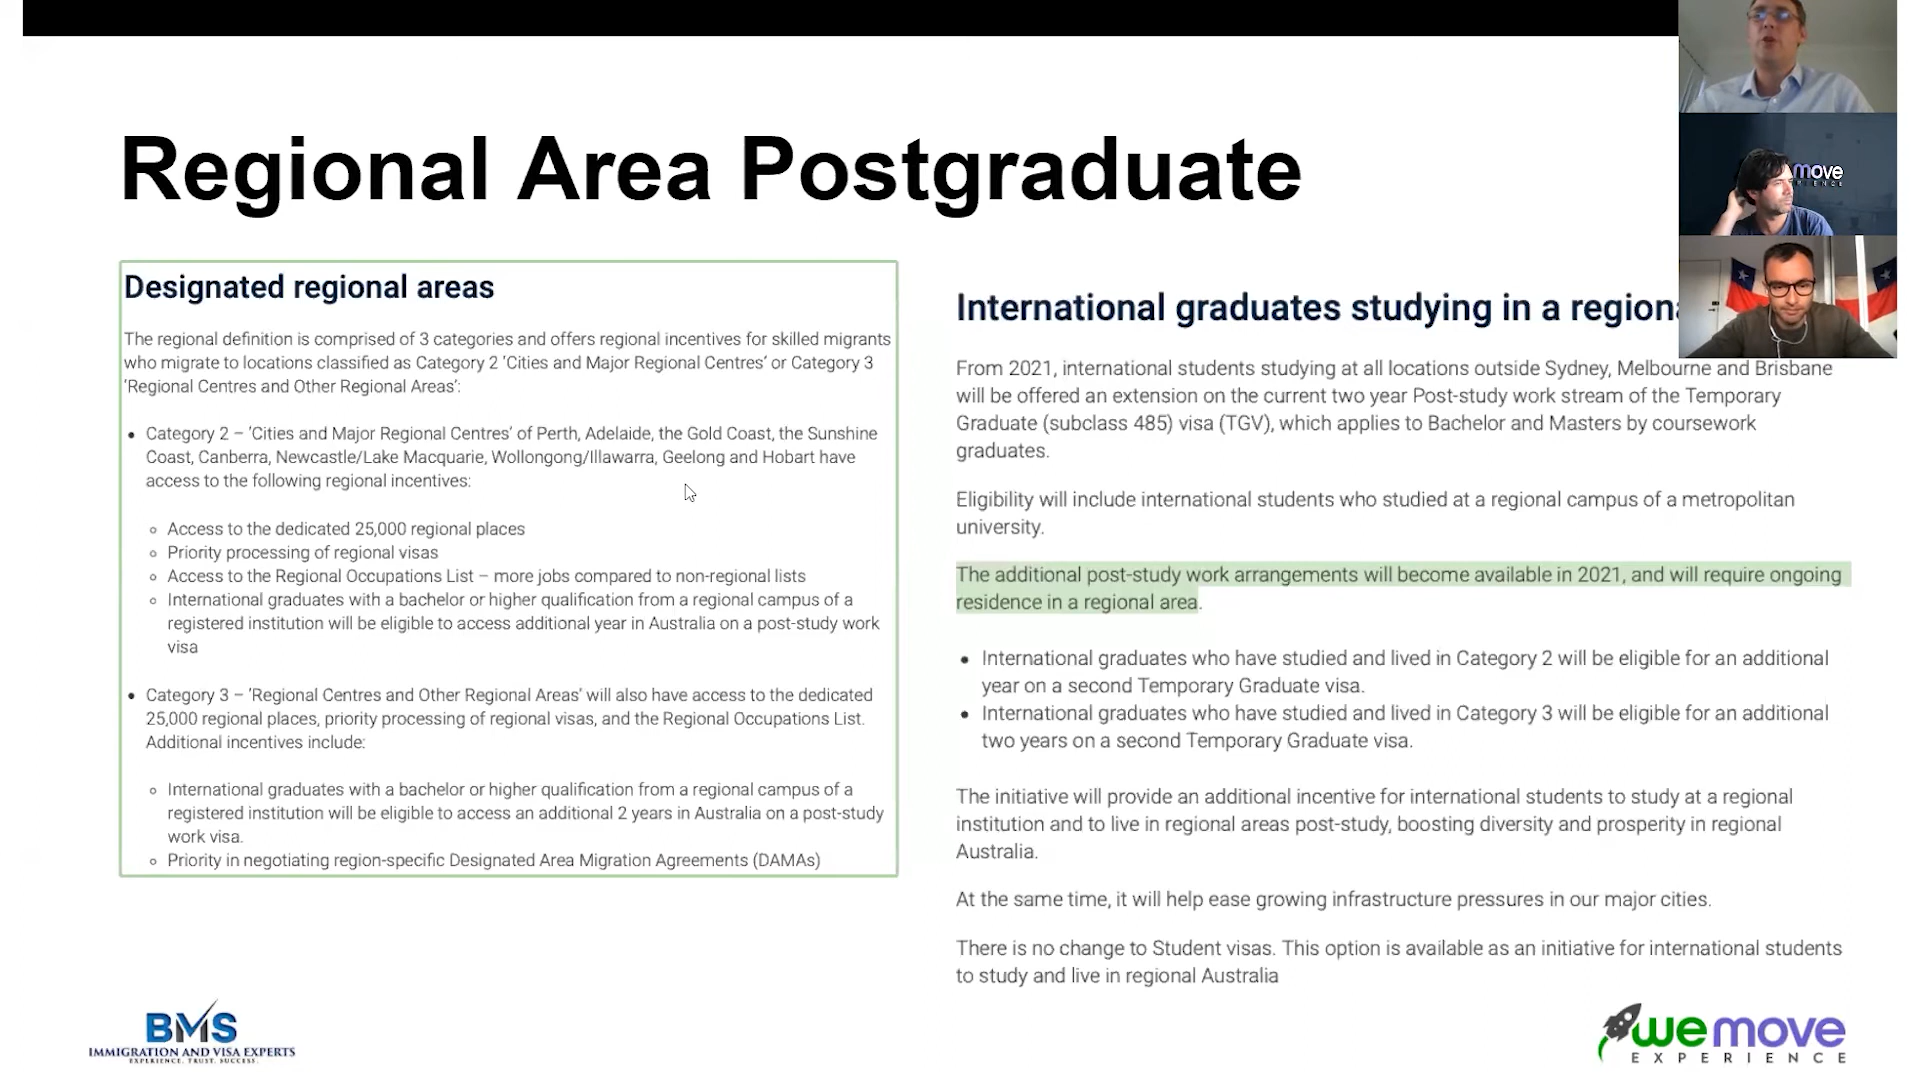 Regional Area Postgraduate
Designated regional areas
The regional definition is comprised of 3 categories and offers regional incentives for skilled migrants
who migrate to locations classified as Category 2 'Cities and Major Regional Centres' or Category 3
'Regional Centres and Other Regional Areas':
• Category 2 – 'Cities and Major Regional Centres' of Perth, Adelaide, the Gold Coast, the Sunshine
Coast, Canberra, Newcastle/Lake Macquarie, Wollongong/Illawarra, Geelong and Hobart have
access to the following regional incentives:
◦ Access to the dedicated 25,000 regional places
◦ Priority processing of regional visas
◦ Access to the Regional Occupations List – more jobs compared to non-regional lists
◦ International graduates with a bachelor or higher qualification from a regional campus of a
registered institution will be eligible to access additional year in Australia on a post-study work
visa
• Category 3 – 'Regional Centres and Other Regional Areas' will also have access to the dedicated
25,000 regional places, priority processing of regional visas, and the Regional Occupations List.
Additional incentives include:
◦ International graduates with a bachelor or higher qualification from a regional campus of a
registered institution will be eligible to access an additional 2 years in Australia on a post-study
work visa.
◦ Priority in negotiating region-specific Designated Area Migration Agreements (DAMAs)
International graduates studying in a region
From 2021, international students studying at all locations outside Sydney, Melbourne and Brisbane
will be offered an extension on the current two year Post-study work stream of the Temporary
Graduate (subclass 485) visa (TGV), which applies to Bachelor and Masters by coursework
graduates.
Eligibility will include international students who studied at a regional campus of a metropolitan
university.
The additional post-study work arrangements will become available in 2021, and will require ongoing
residence in a regional area.
• International graduates who have studied and lived in Category 2 will be eligible for an additional
year on a second Temporary Graduate visa.
• International graduates who have studied and lived in Category 3 will be eligible for an additional
two years on a second Temporary Graduate visa.
The initiative will provide an additional incentive for international students to study at a regional
institution and to live in regional areas post-study, boosting diversity and prosperity in regional
Australia.
At the same time, it will help ease growing infrastructure pressures in our major cities.
There is no change to Student visas. This option is available as an initiative for international students
to study and live in regional Australia
move
BMS
IMMIGRATION AND VISA EXPERTS
EXPERIENCE. TRUST. SUCCESS.
wemove
EXPERIENCE